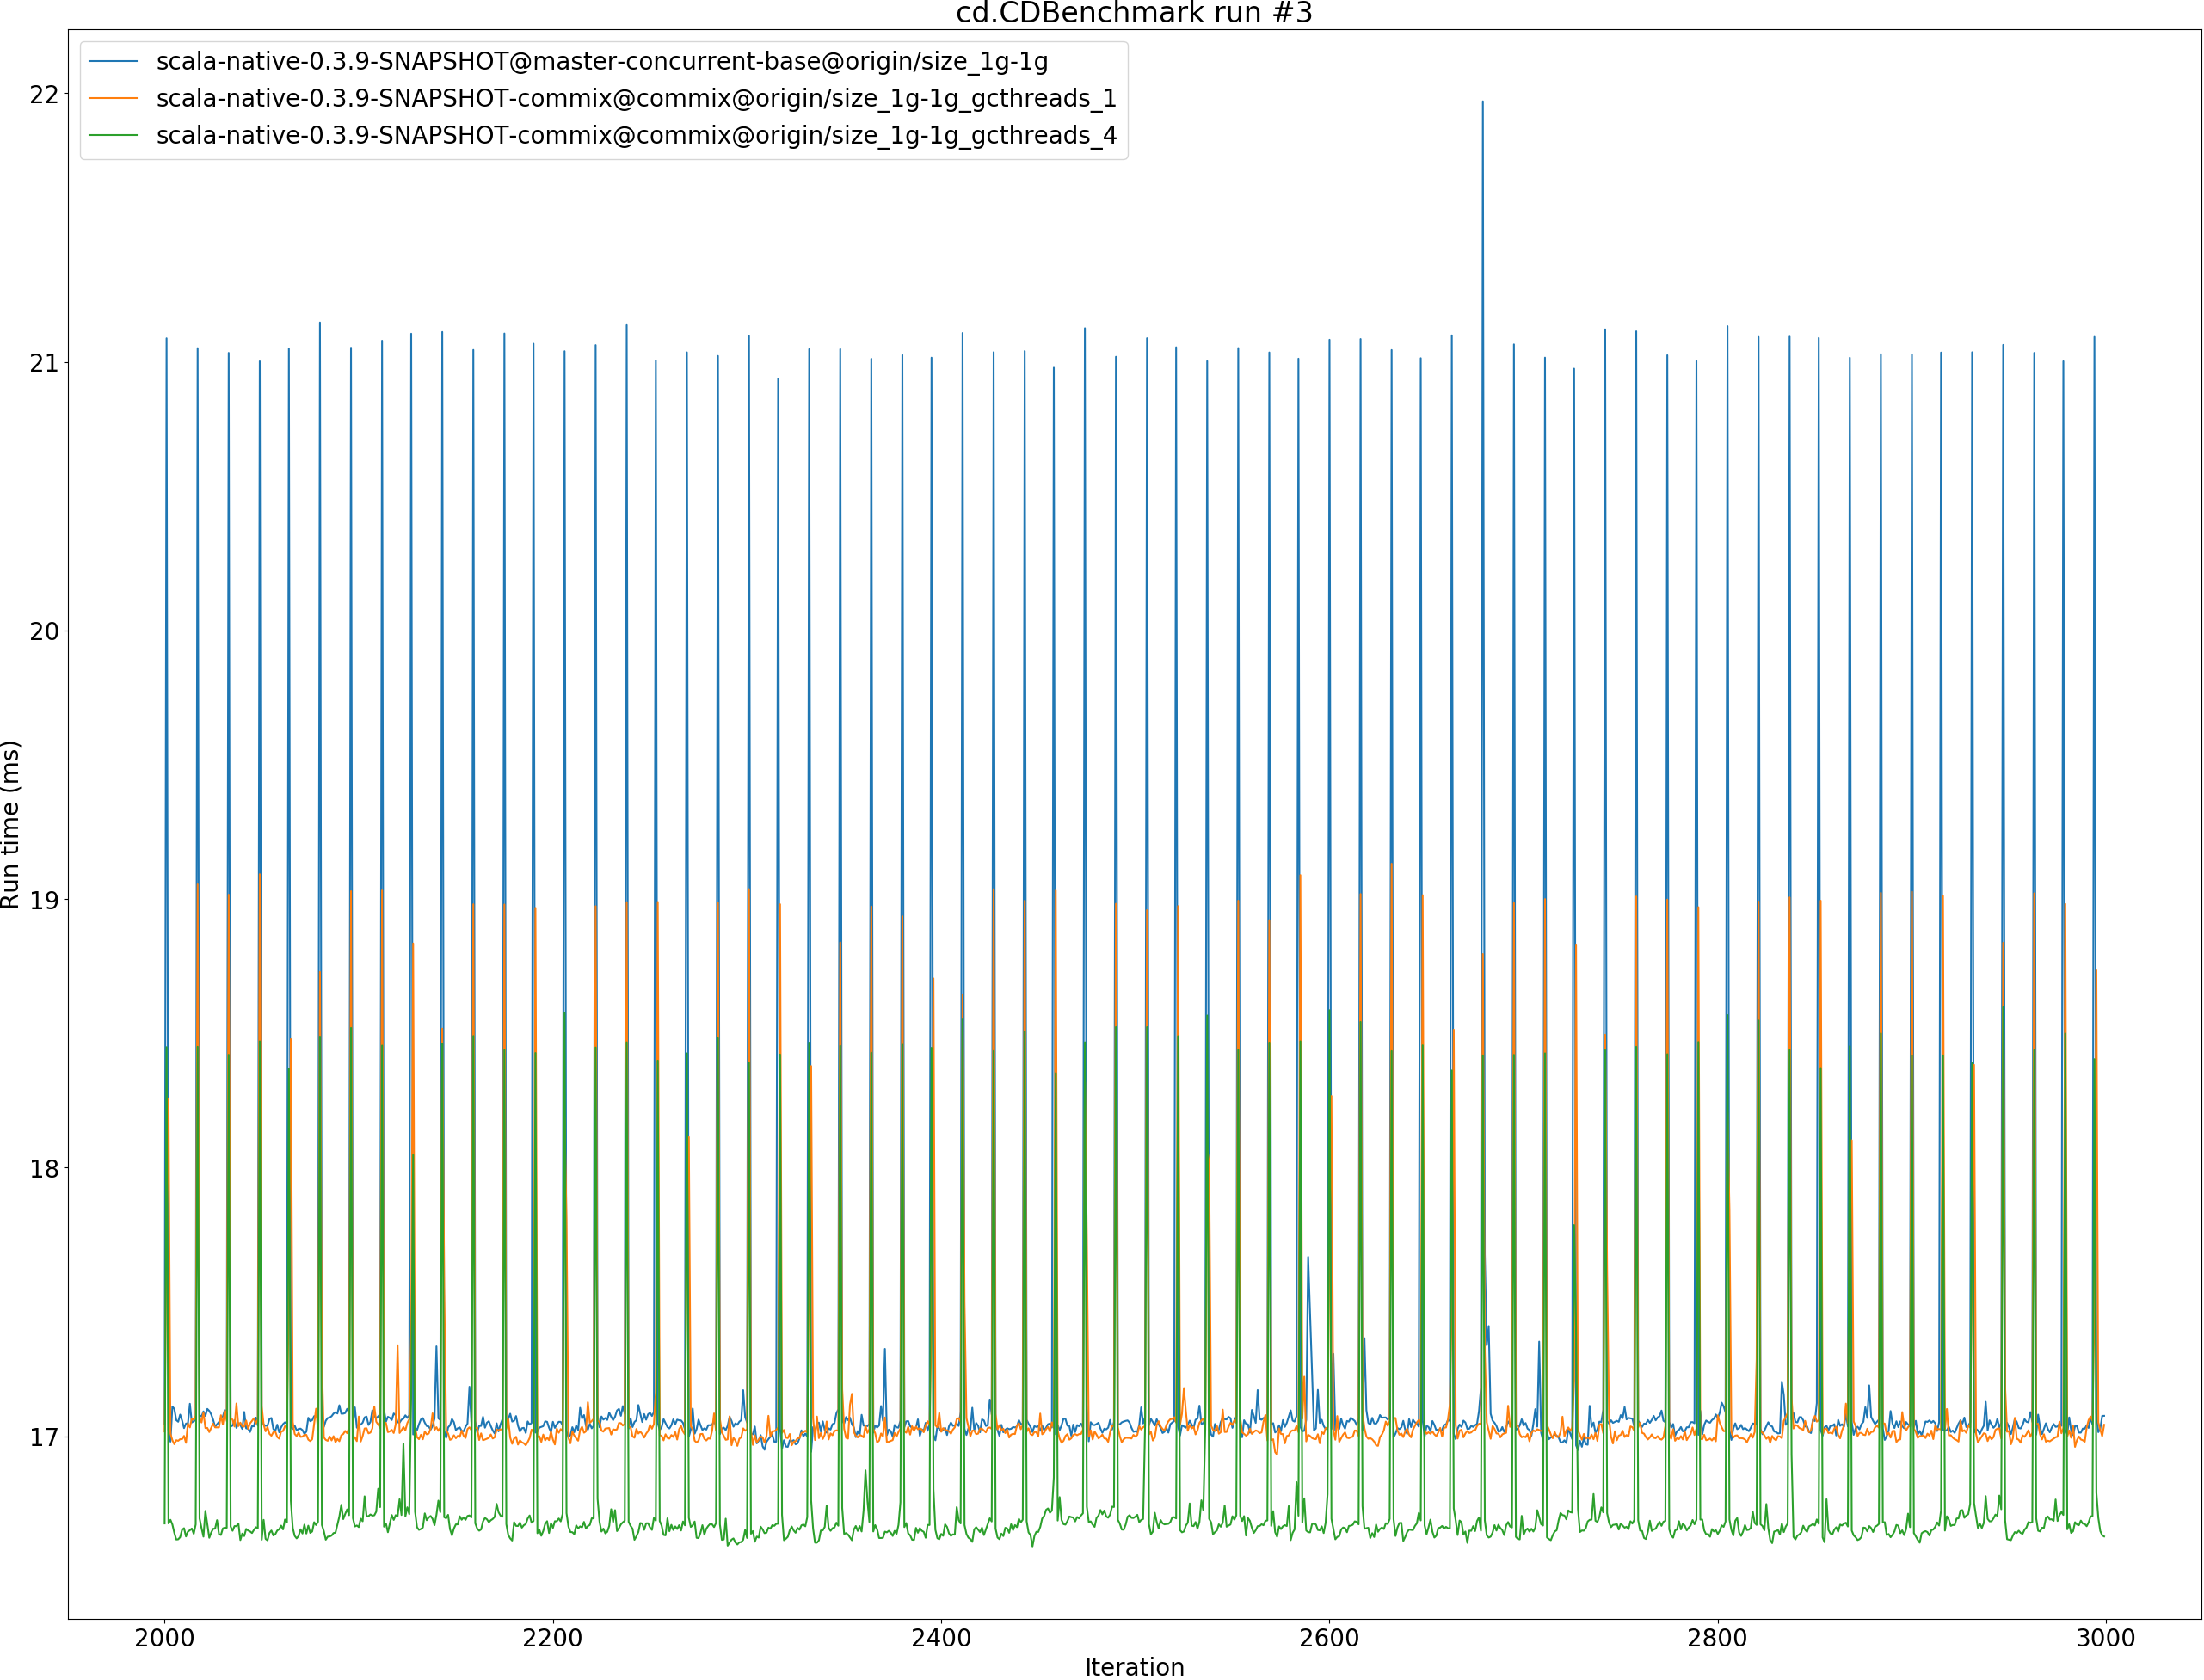 cd.CDBenchmark run #3
scala-native-0.3.9-SNAPSHOT@master-concurrent-base@origin/size_1g-1g
scala-native-0.3.9-SNAPSHOT-commix@commix@origin/size_1g-1g_gcthreads_1
scala-native-0.3.9-SNAPSHOT-commix@commix@origin/size_1g-1g_gcthreads_4
22
21
20
19
18
17
Run time (ms)
2000
2200
2400
2600
2800
3000
Iteration